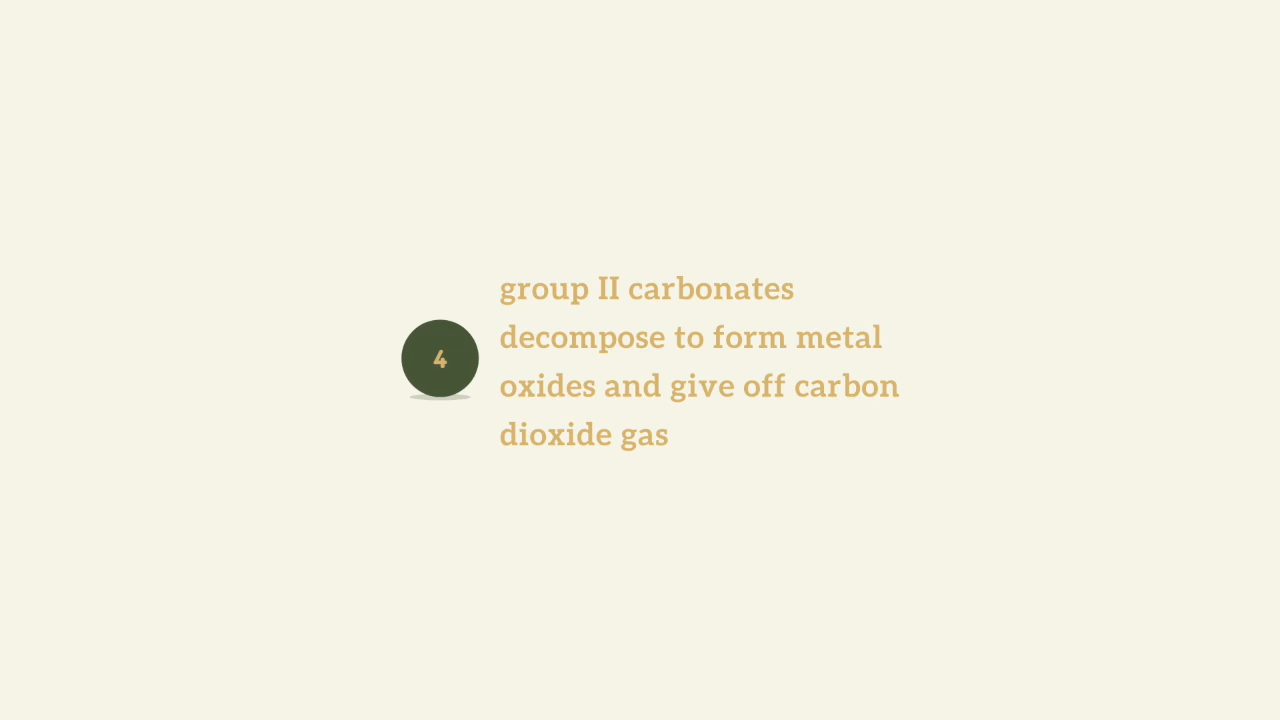 group II carbonates
decompose to form metal
4
oxides and give off carbon
dioxide gas